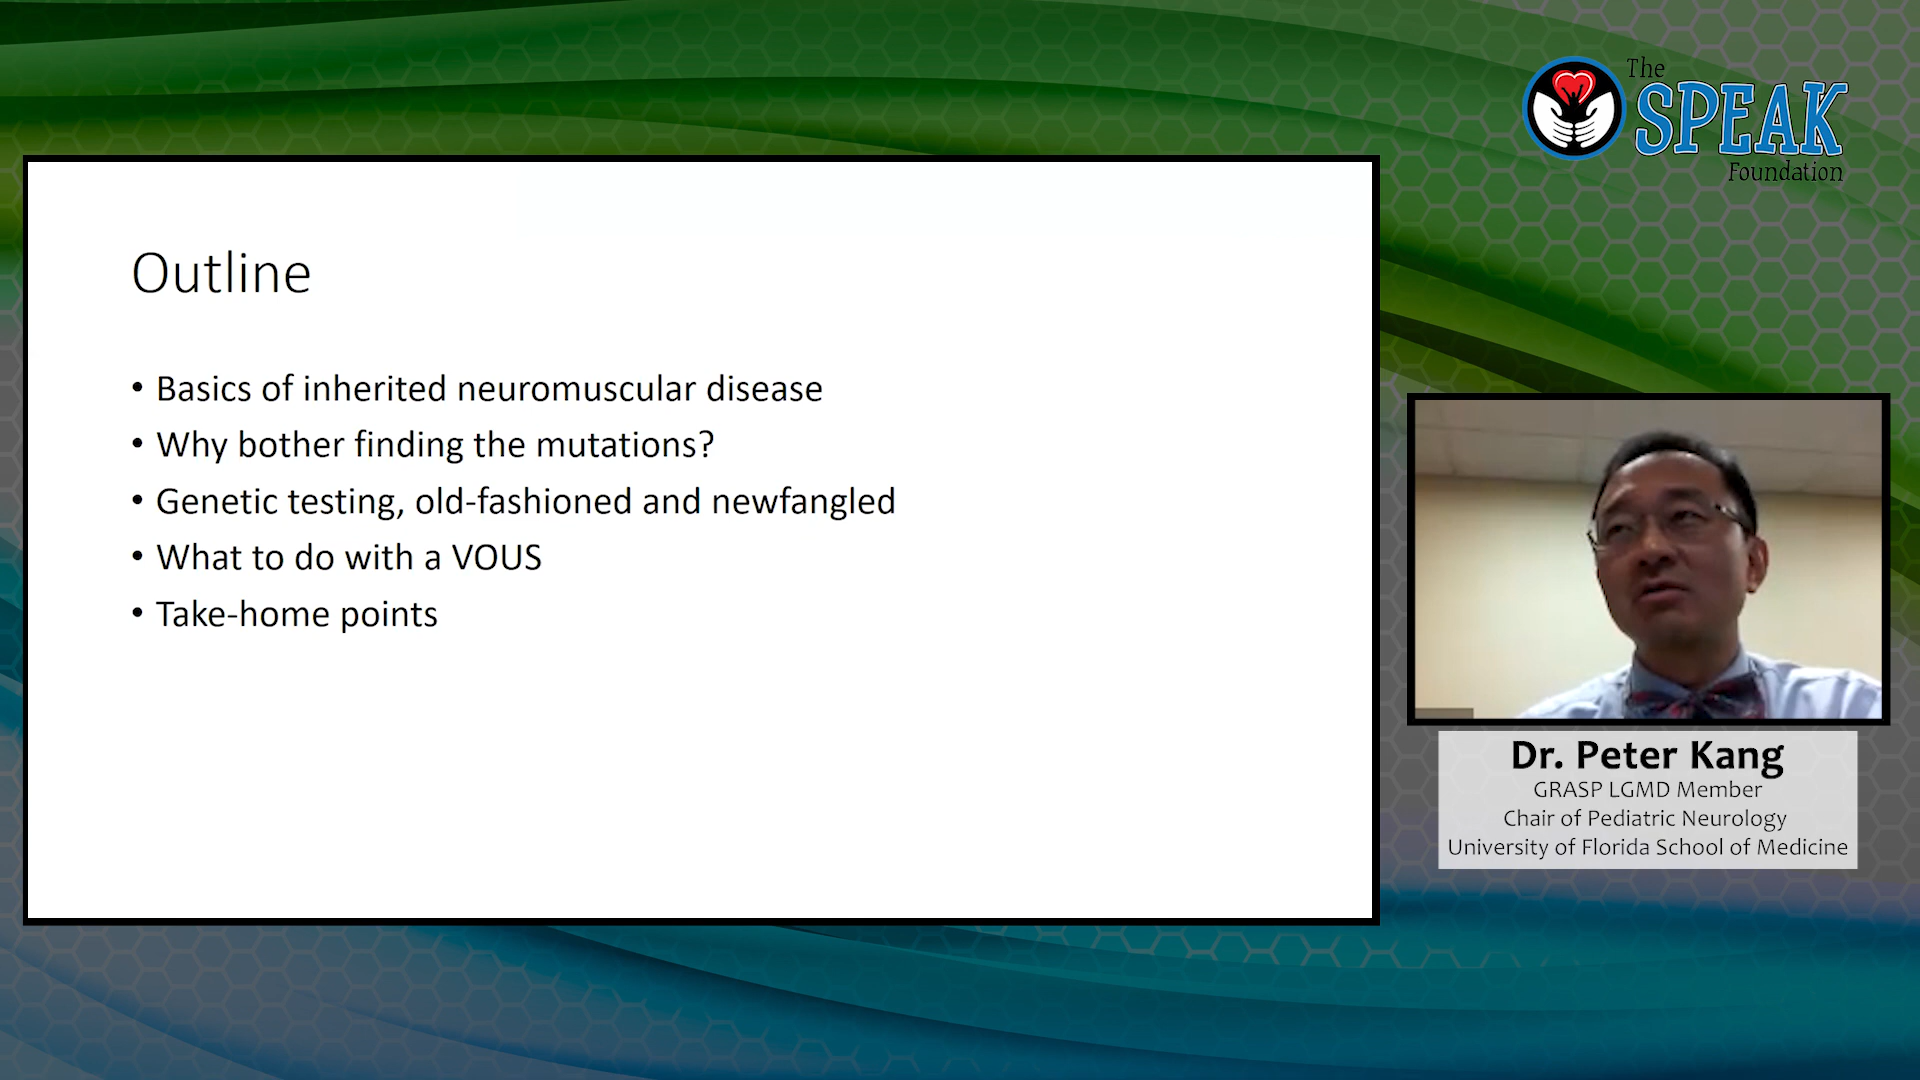 The
SPEAK
Foundation
Outline
• Basics of inherited neuromuscular disease
• Why bother finding the mutations?
• Genetic testing, old-fashioned and newfangled
• What to do with a VOUS
• Take-home points
Dr. Peter Kang
GRASP LGMD Member
Chair of Pediatric Neurology
University of Florida School of Medicine